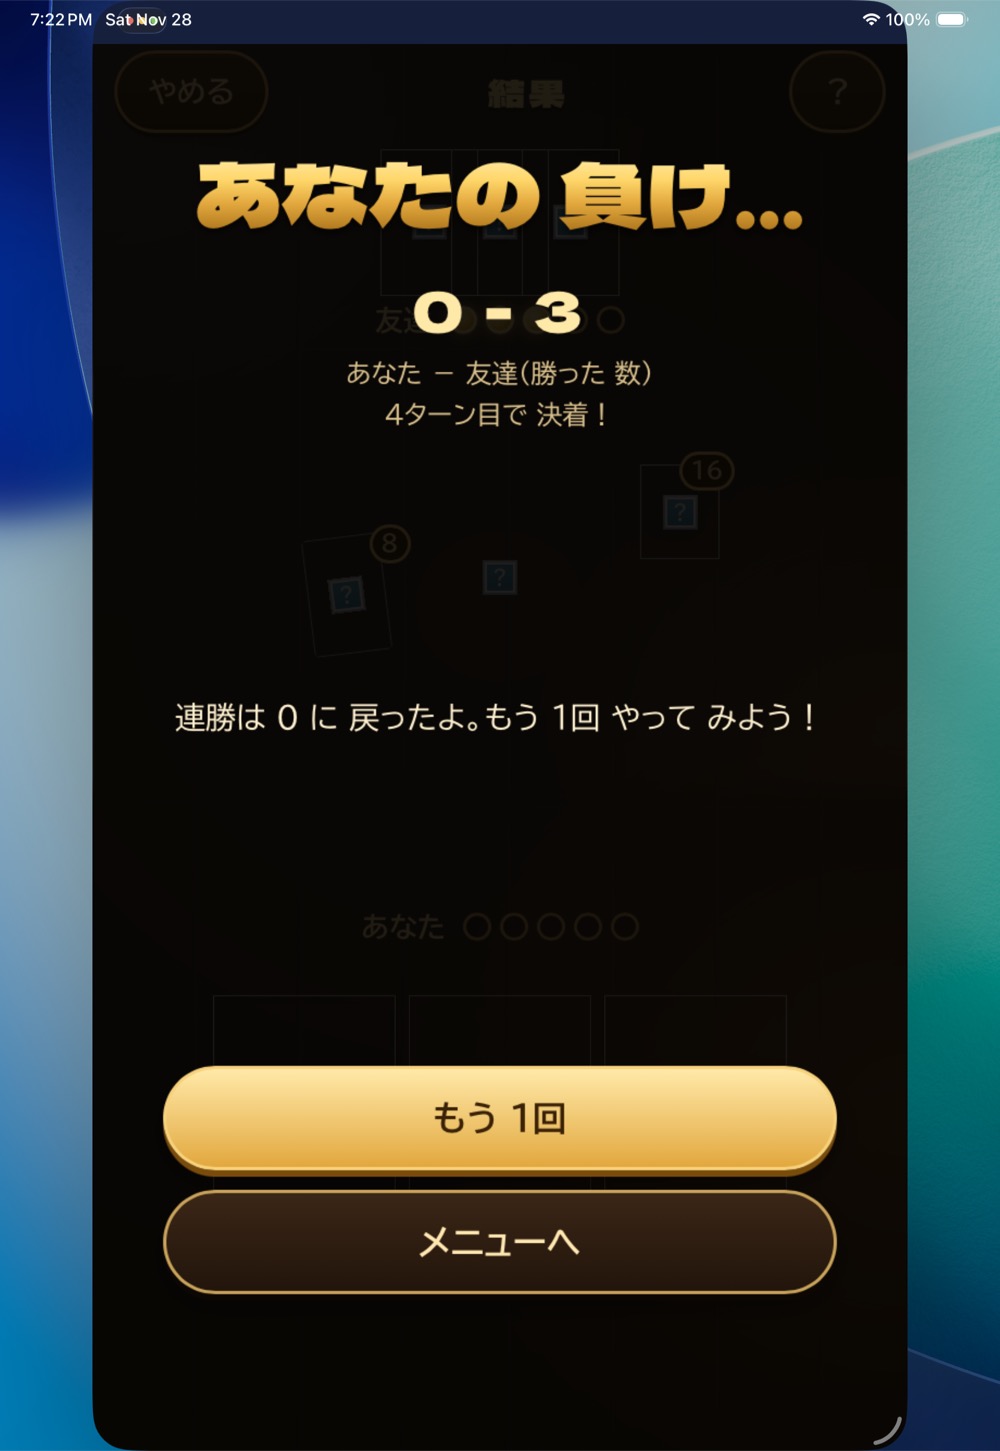 7:22 PM Sat Nov 28 100%
やめる 結果 ?
あなたの 負け...
0 - 3
あなた － 友達（勝った 数）
4ターン目で 決着！
16
?
8
?
?
連勝は 0 に 戻ったよ。もう 1回 やって みよう！
あなた
もう 1回
メニューへ